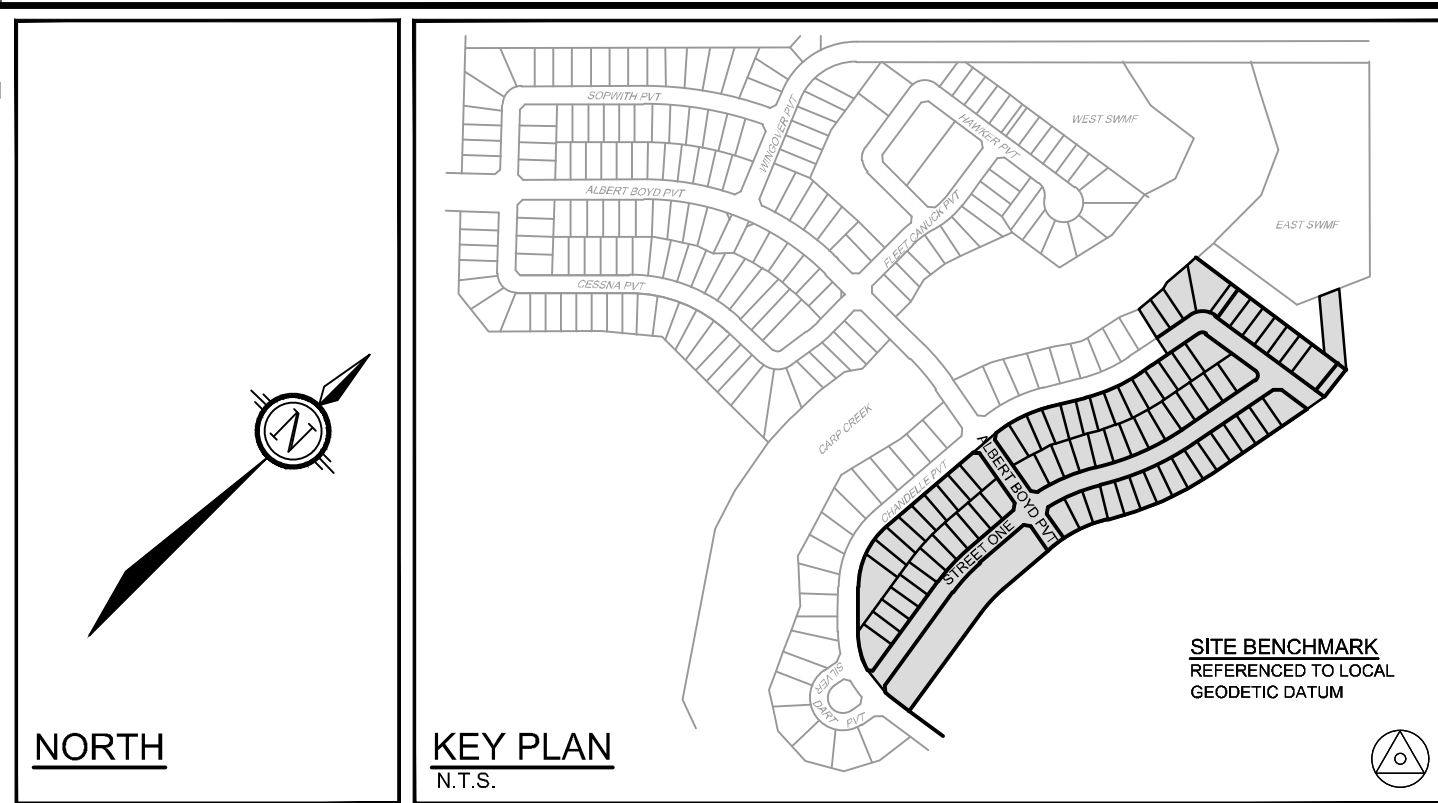 N
NORTH
SOPWITH PVT
WINGOVER PVT
HAWKER PVT
WEST SWMF
ALBERT BOYD PVT
FLEET CANUCK PVT
EAST SWMF
CESSNA PVT
CARP CREEK
CHANDELLE PVT
ALBERT BOYD PVT
STREET ONE
SILVER
DART PVT
SITE BENCHMARK
REFERENCED TO LOCAL
GEODETIC DATUM
KEY PLAN
N.T.S.